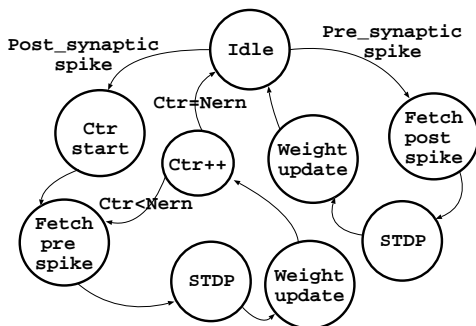 Post_synaptic
spike
Idle
Pre_synaptic
spike
Ctr=Nern
Ctr
start
Ctr++
Weight
update
Fetch
post
spike
Ctr<Nern
Fetch
pre
spike
STDP
STDP
Weight
update